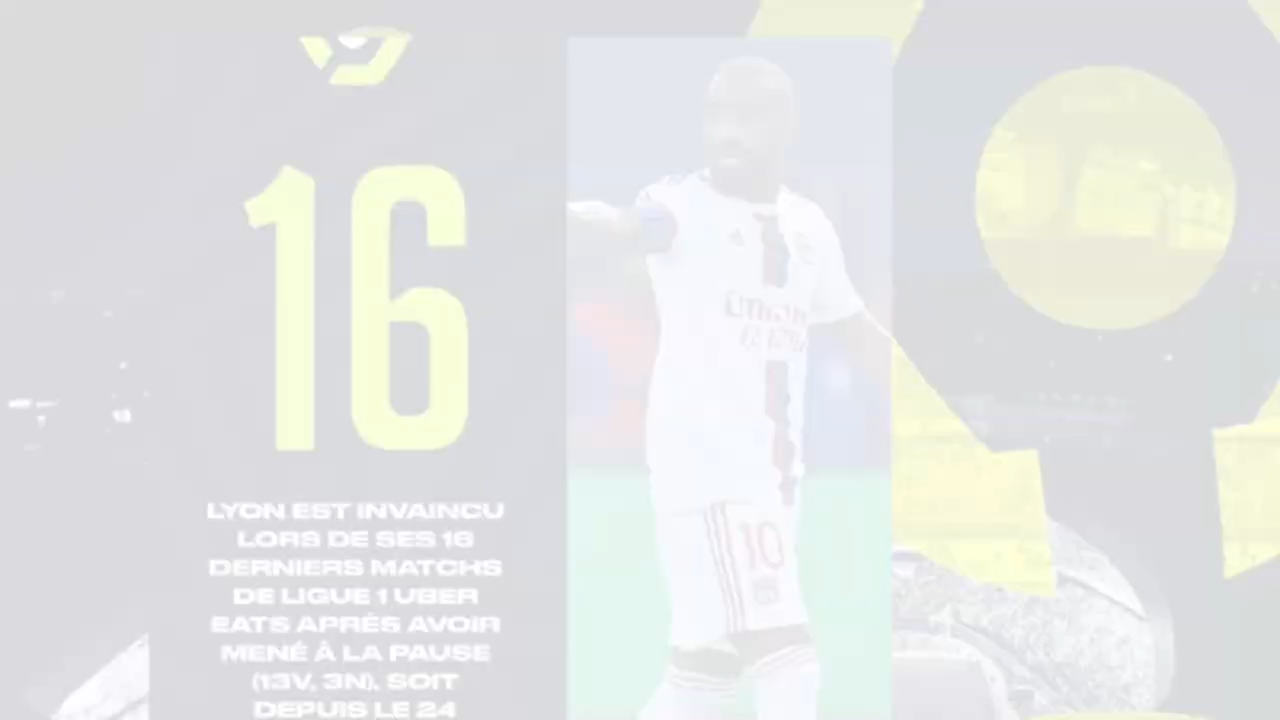 16
LYON EST INVAINCU
LORS DE SES 16
DERNIERS MATCHS
DE LIGUE 1 UBER
EATS APRÈS AVOIR
MENÉ À LA PAUSE
(13V, 3N), SOIT
DEPUIS LE 24
10